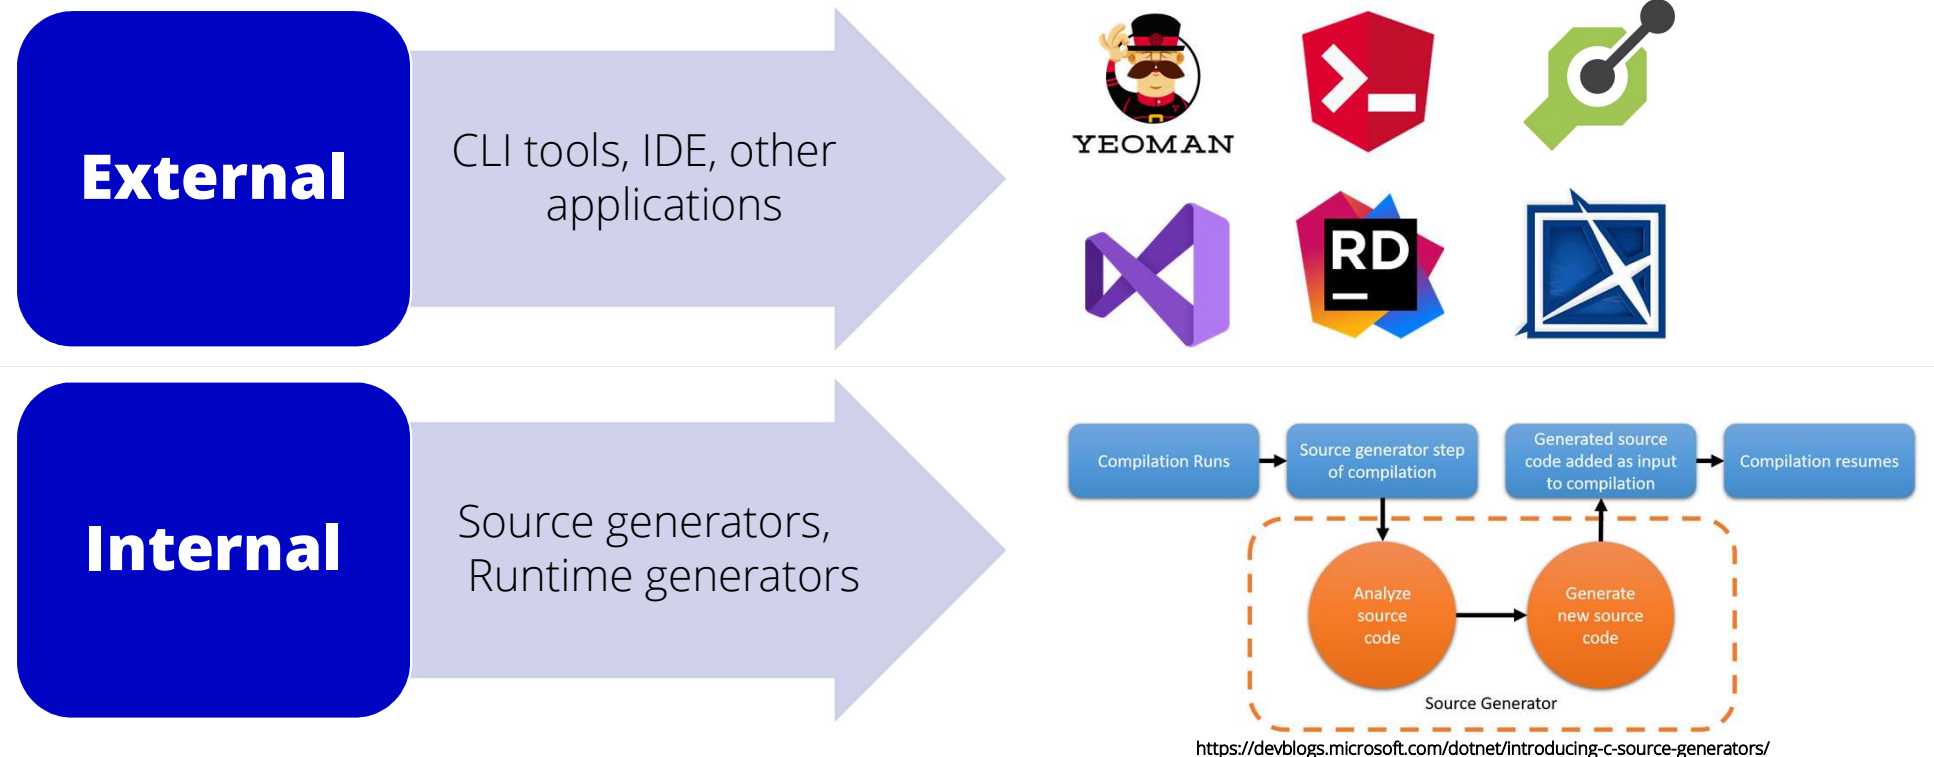 External
CLI tools, IDE, other
applications
YEOMAN
RD
Internal
Source generators,
Runtime generators
Compilation Runs
Source generator step
of compilation
Generated source
code added as input
to compilation
Compilation resumes
Analyze
source
code
Generate
new source
code
Source Generator
https://devblogs.microsoft.com/dotnet/introducing-c-source-generators/